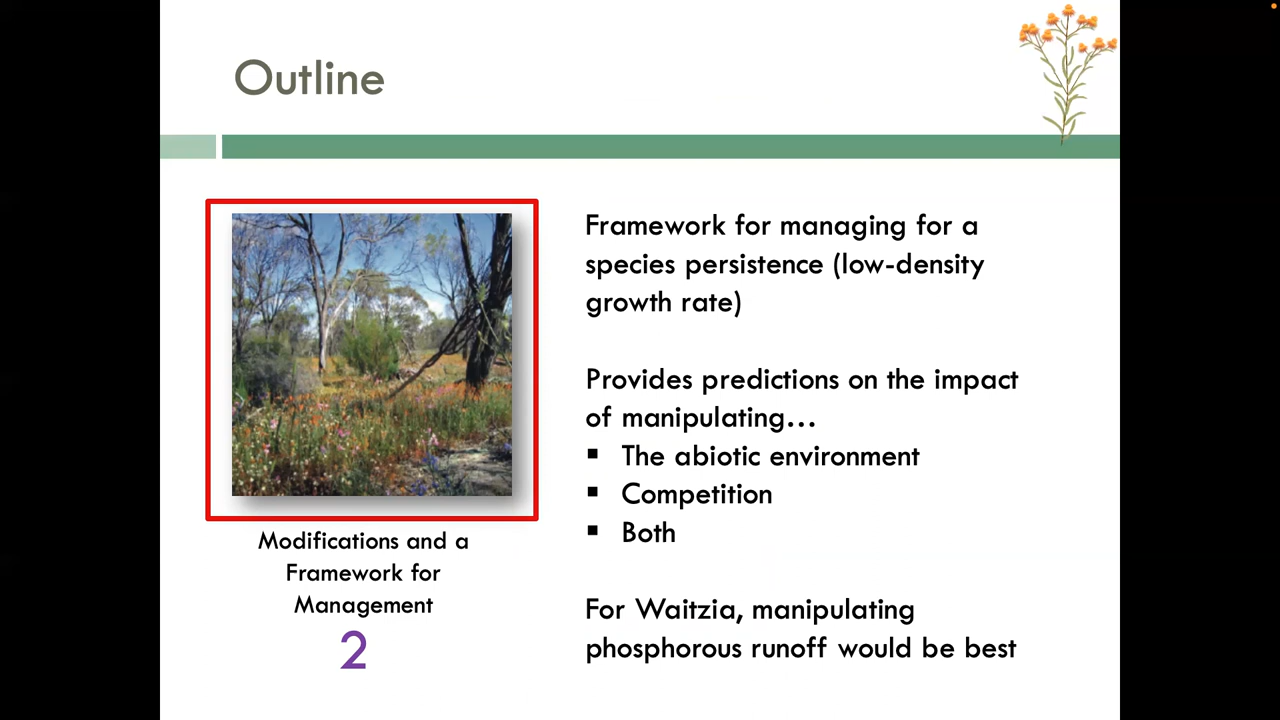 Outline
Framework for managing for a
species persistence (low-density
growth rate)
Provides predictions on the impact
of manipulating...
▪ The abiotic environment
▪ Competition
▪ Both
For Waitzia, manipulating
phosphorous runoff would be best
Modifications and a
Framework for
Management
2